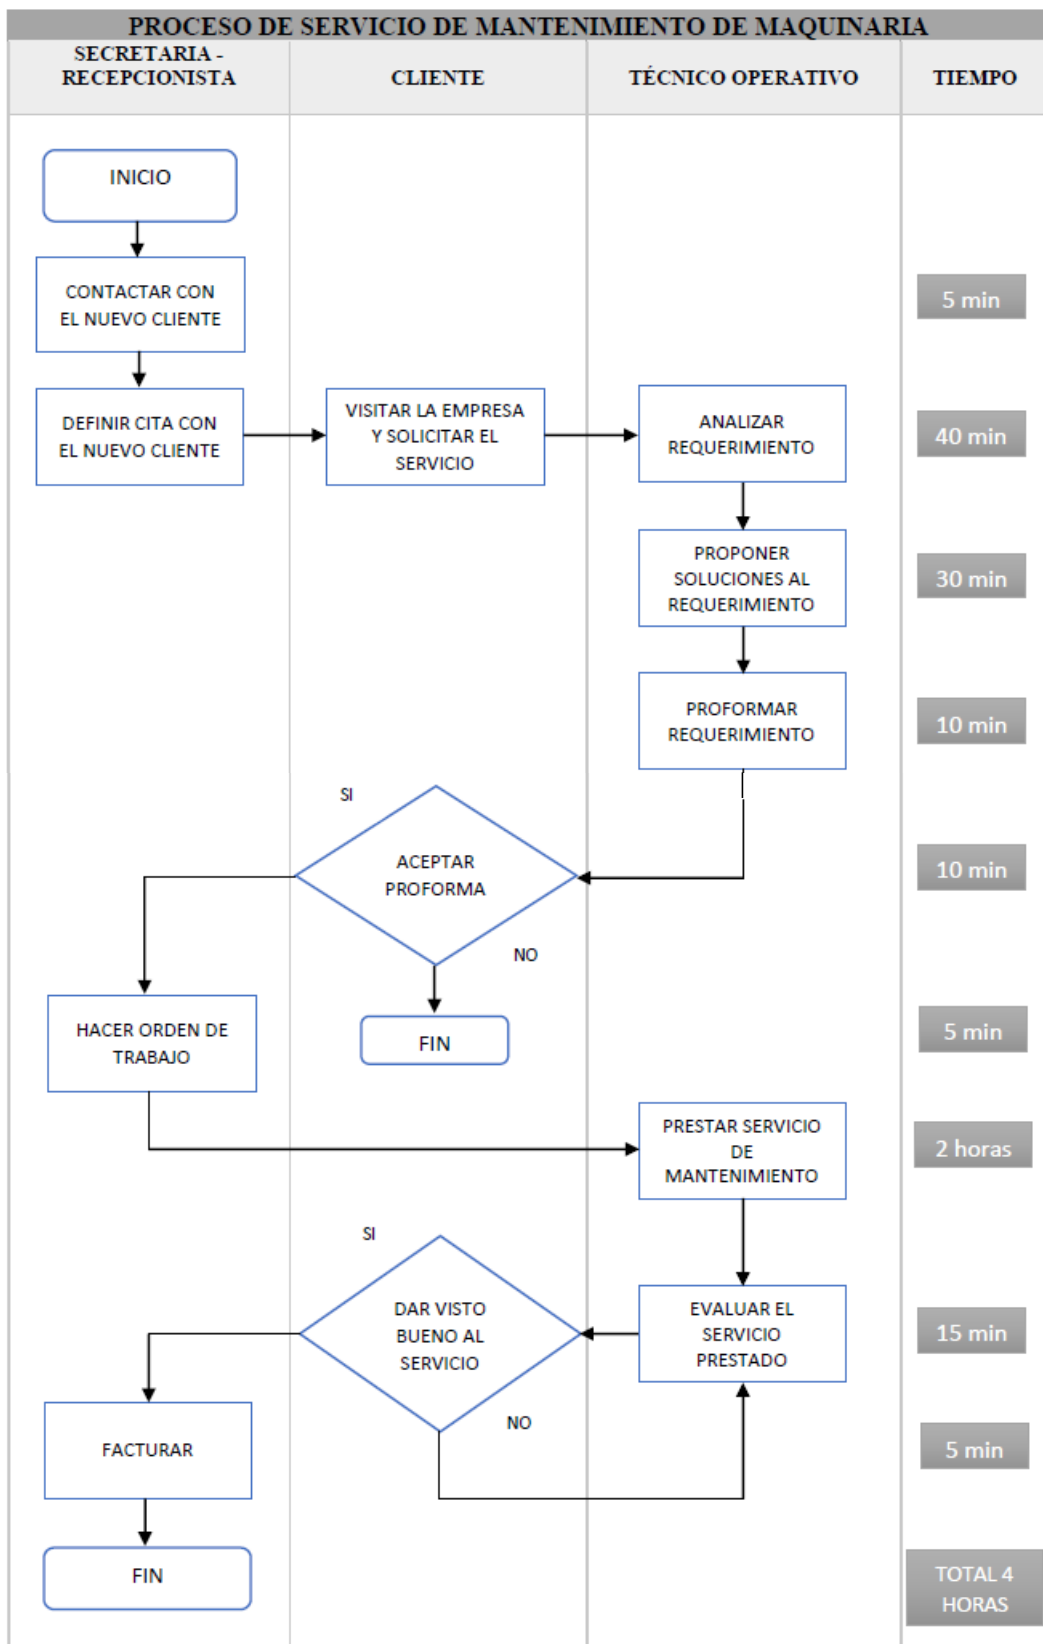 PROCESO DE SERVICIO DE MANTENIMIENTO DE MAQUINARIA
SECRETARIA -
RECEPCIONISTA
CLIENTE
TÉCNICO OPERATIVO
TIEMPO
INICIO
CONTACTAR CON
EL NUEVO CLIENTE
5 min
DEFINIR CITA CON
EL NUEVO CLIENTE
VISITAR LA EMPRESA
Y SOLICITAR EL
SERVICIO
ANALIZAR
REQUERIMIENTO
40 min
PROPONER
SOLUCIONES AL
REQUERIMIENTO
30 min
PROFORMAR
REQUERIMIENTO
10 min
SI
ACEPTAR
PROFORMA
10 min
NO
HACER ORDEN DE
TRABAJO
FIN
5 min
PRESTAR SERVICIO
DE
MANTENIMIENTO
2 horas
SI
DAR VISTO
BUENO AL
SERVICIO
EVALUAR EL
SERVICIO
PRESTADO
15 min
NO
FACTURAR
5 min
FIN
TOTAL 4
HORAS